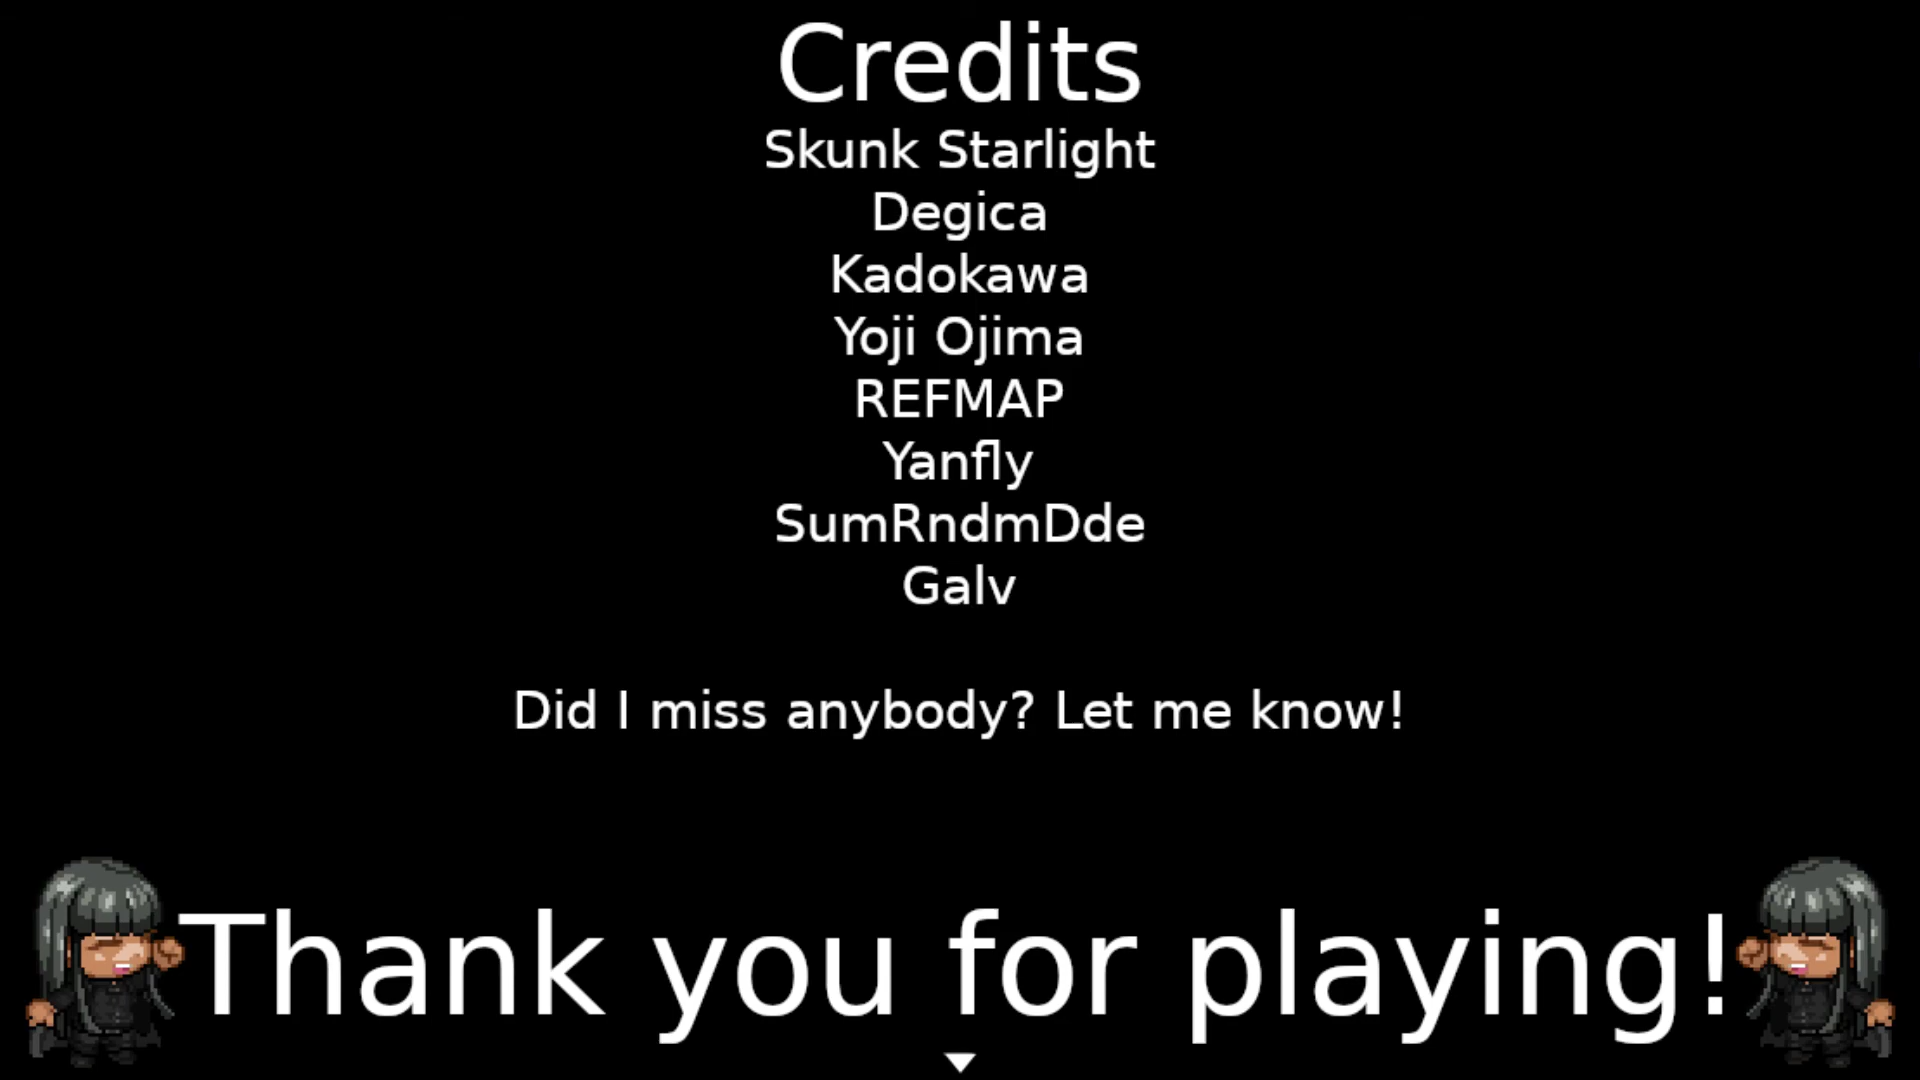 Credits
Skunk Starlight
Degica
Kadokawa
Yoji Ojima
REFMAP
Yanfly
SumRndmDde
Galv
Did I miss anybody? Let me know!
Thank you for playing!